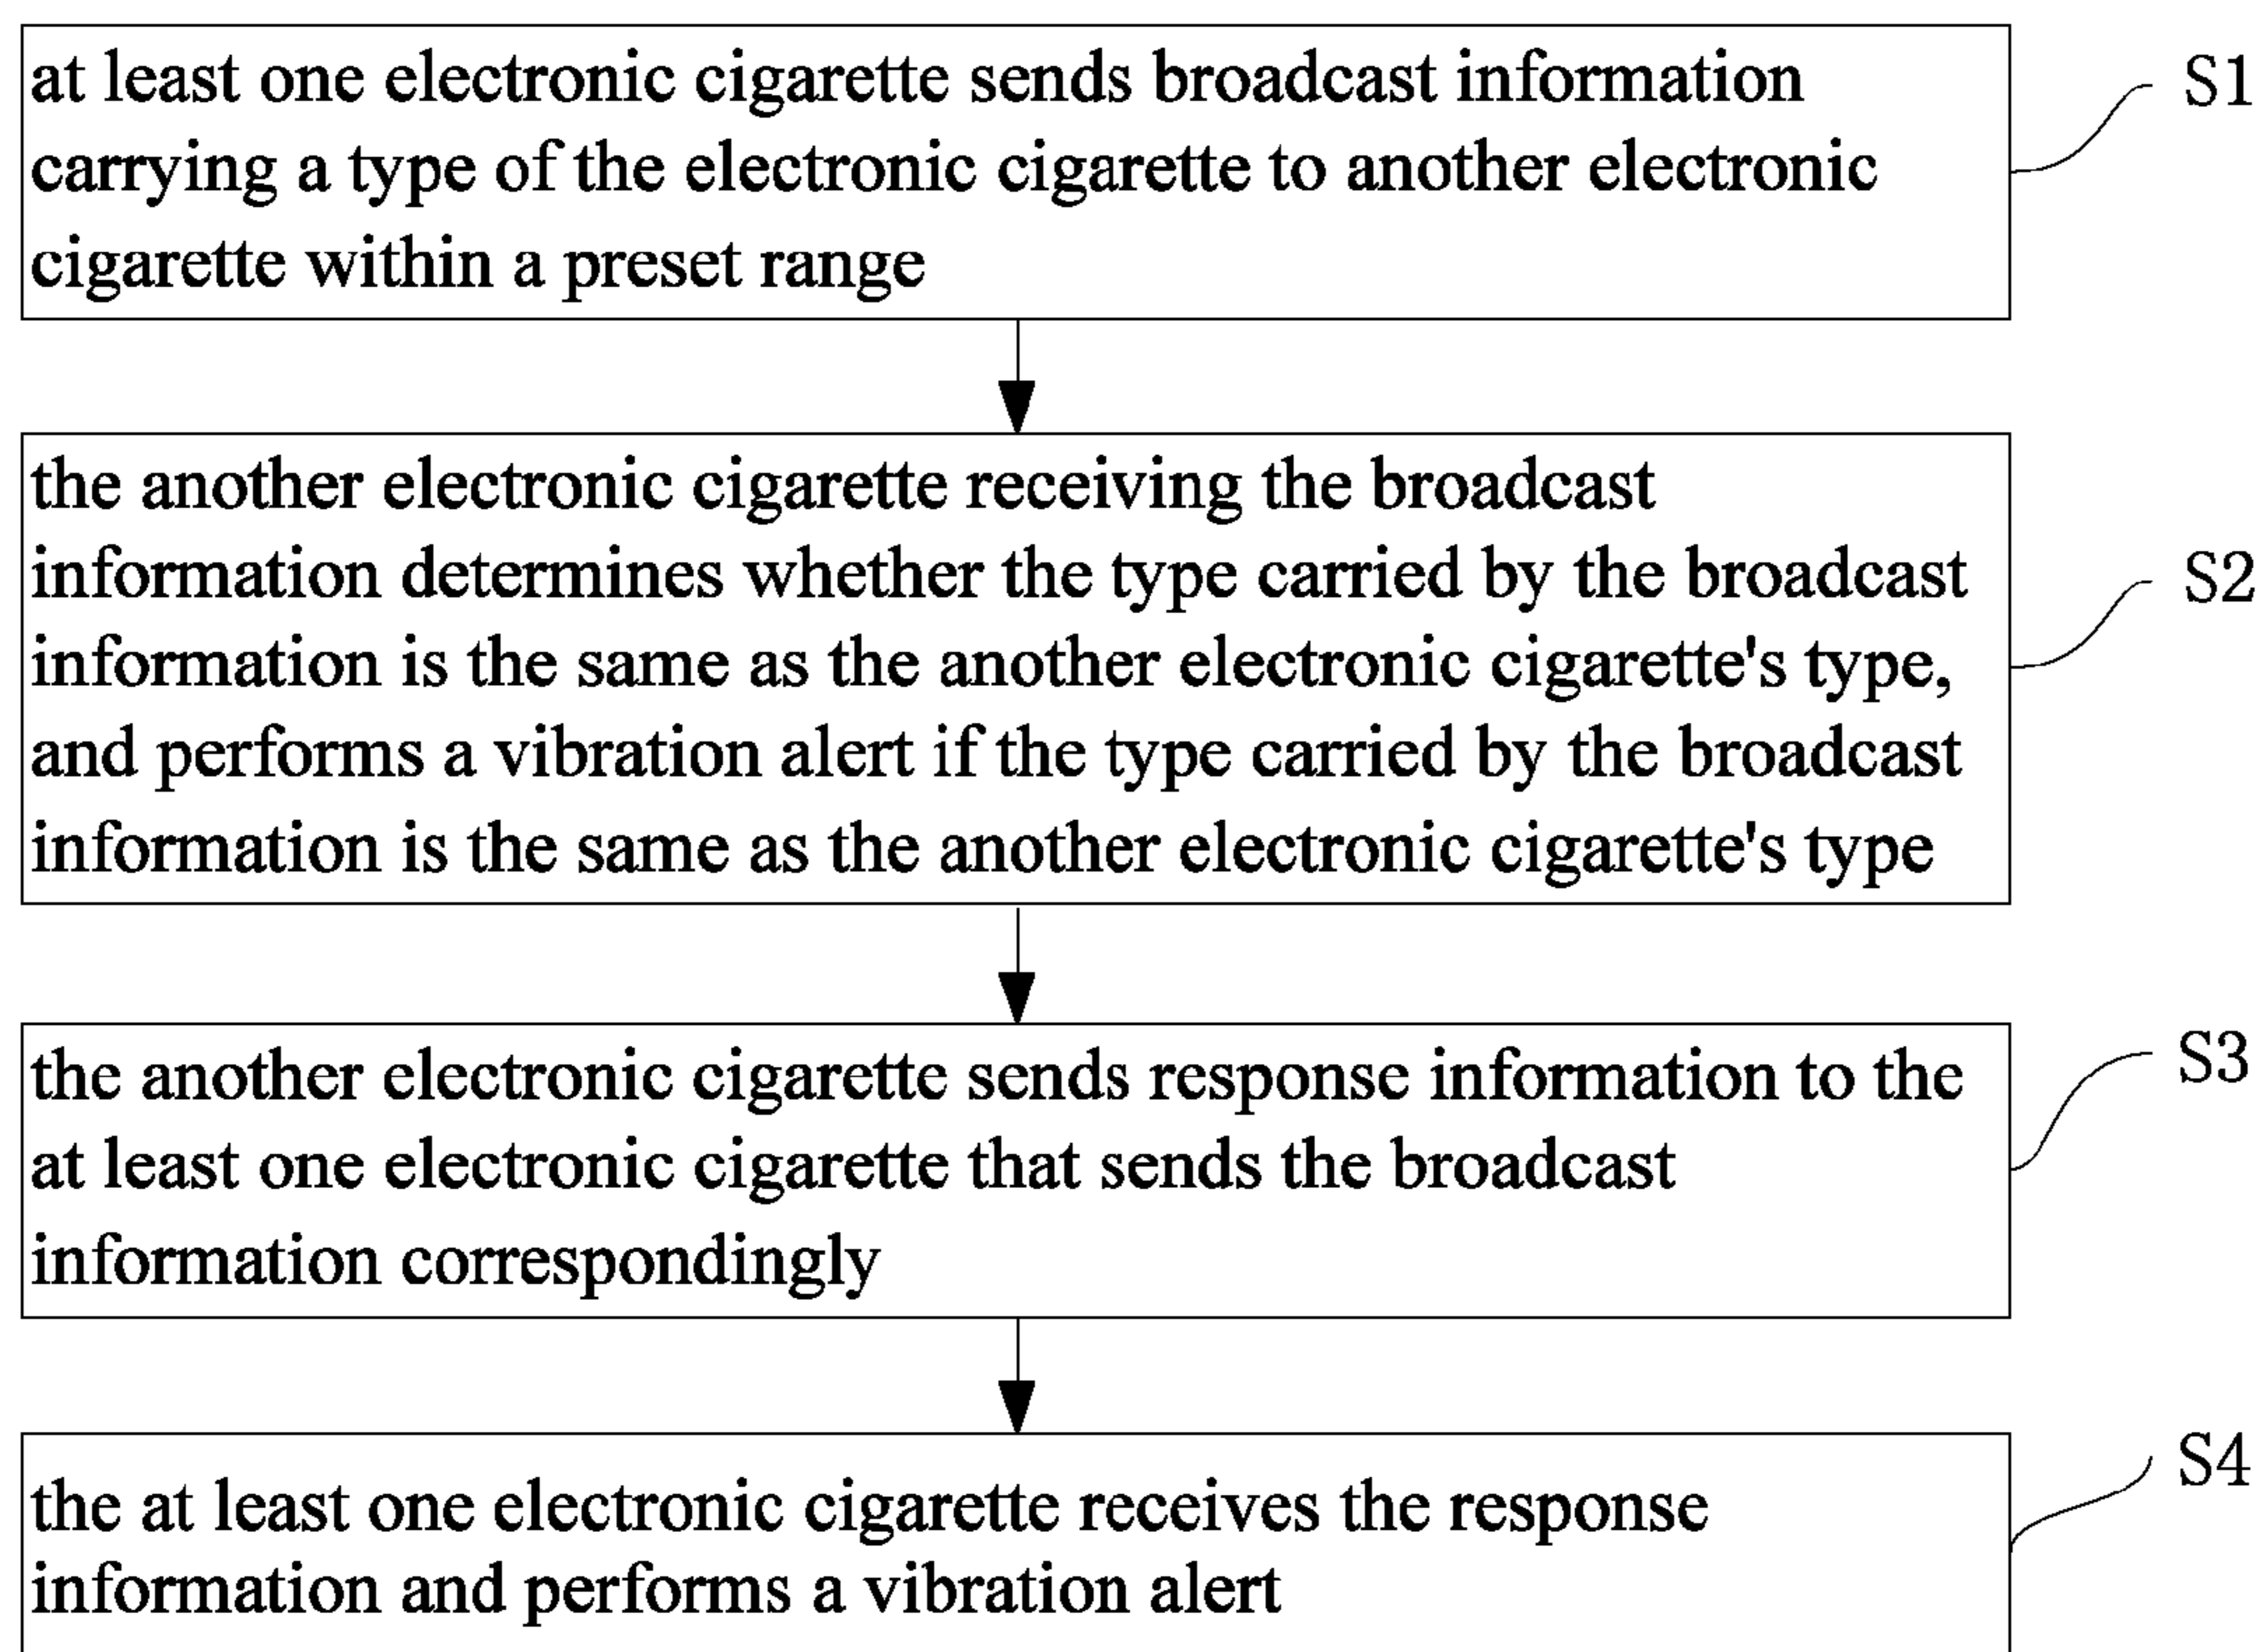 at least one electronic cigarette sends broadcast information
carrying a type of the electronic cigarette to another electronic
cigarette within a preset range
S1
the another electronic cigarette receiving the broadcast
information determines whether the type carried by the broadcast
information is the same as the another electronic cigarette's type,
and performs a vibration alert if the type carried by the broadcast
information is the same as the another electronic cigarette's type
S2
the another electronic cigarette sends response information to the
at least one electronic cigarette that sends the broadcast
information correspondingly
S3
the at least one electronic cigarette receives the response
information and performs a vibration alert
S4